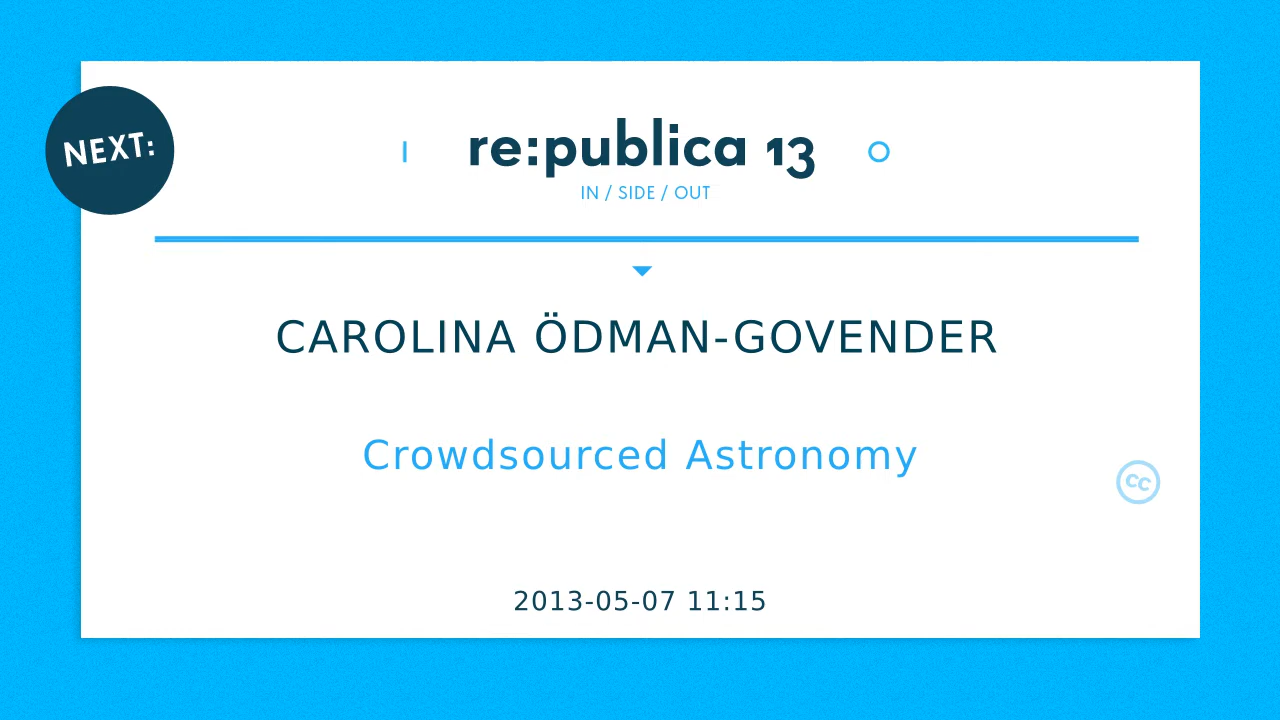 NEXT:
I re:publica 13 O
IN / SIDE / OUT
CAROLINA ÖDMAN-GOVENDER
Crowdsourced Astronomy
cc
2013-05-07 11:15